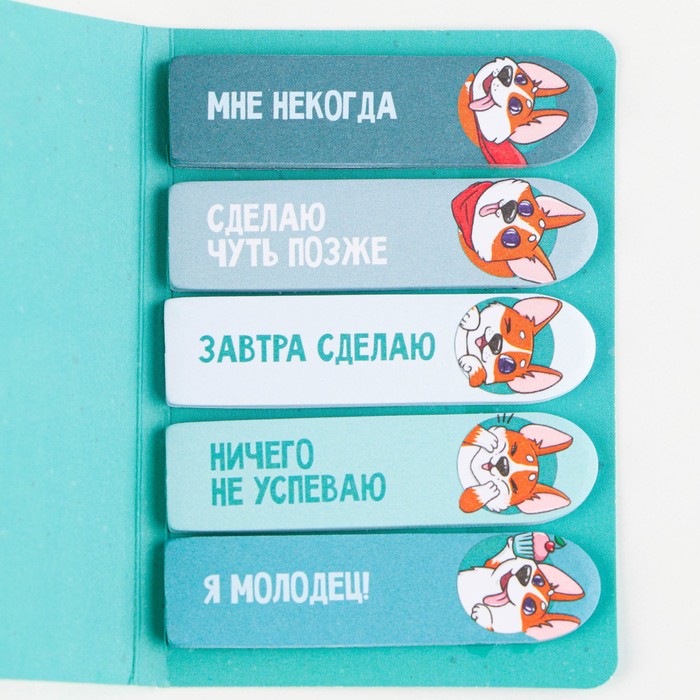 МНЕ НЕКОГДА
СДЕЛАЮ
ЧУТЬ ПОЗЖЕ
ЗАВТРА СДЕЛАЮ
НИЧЕГО
НЕ УСПЕВАЮ
Я МОЛОДЕЦ!